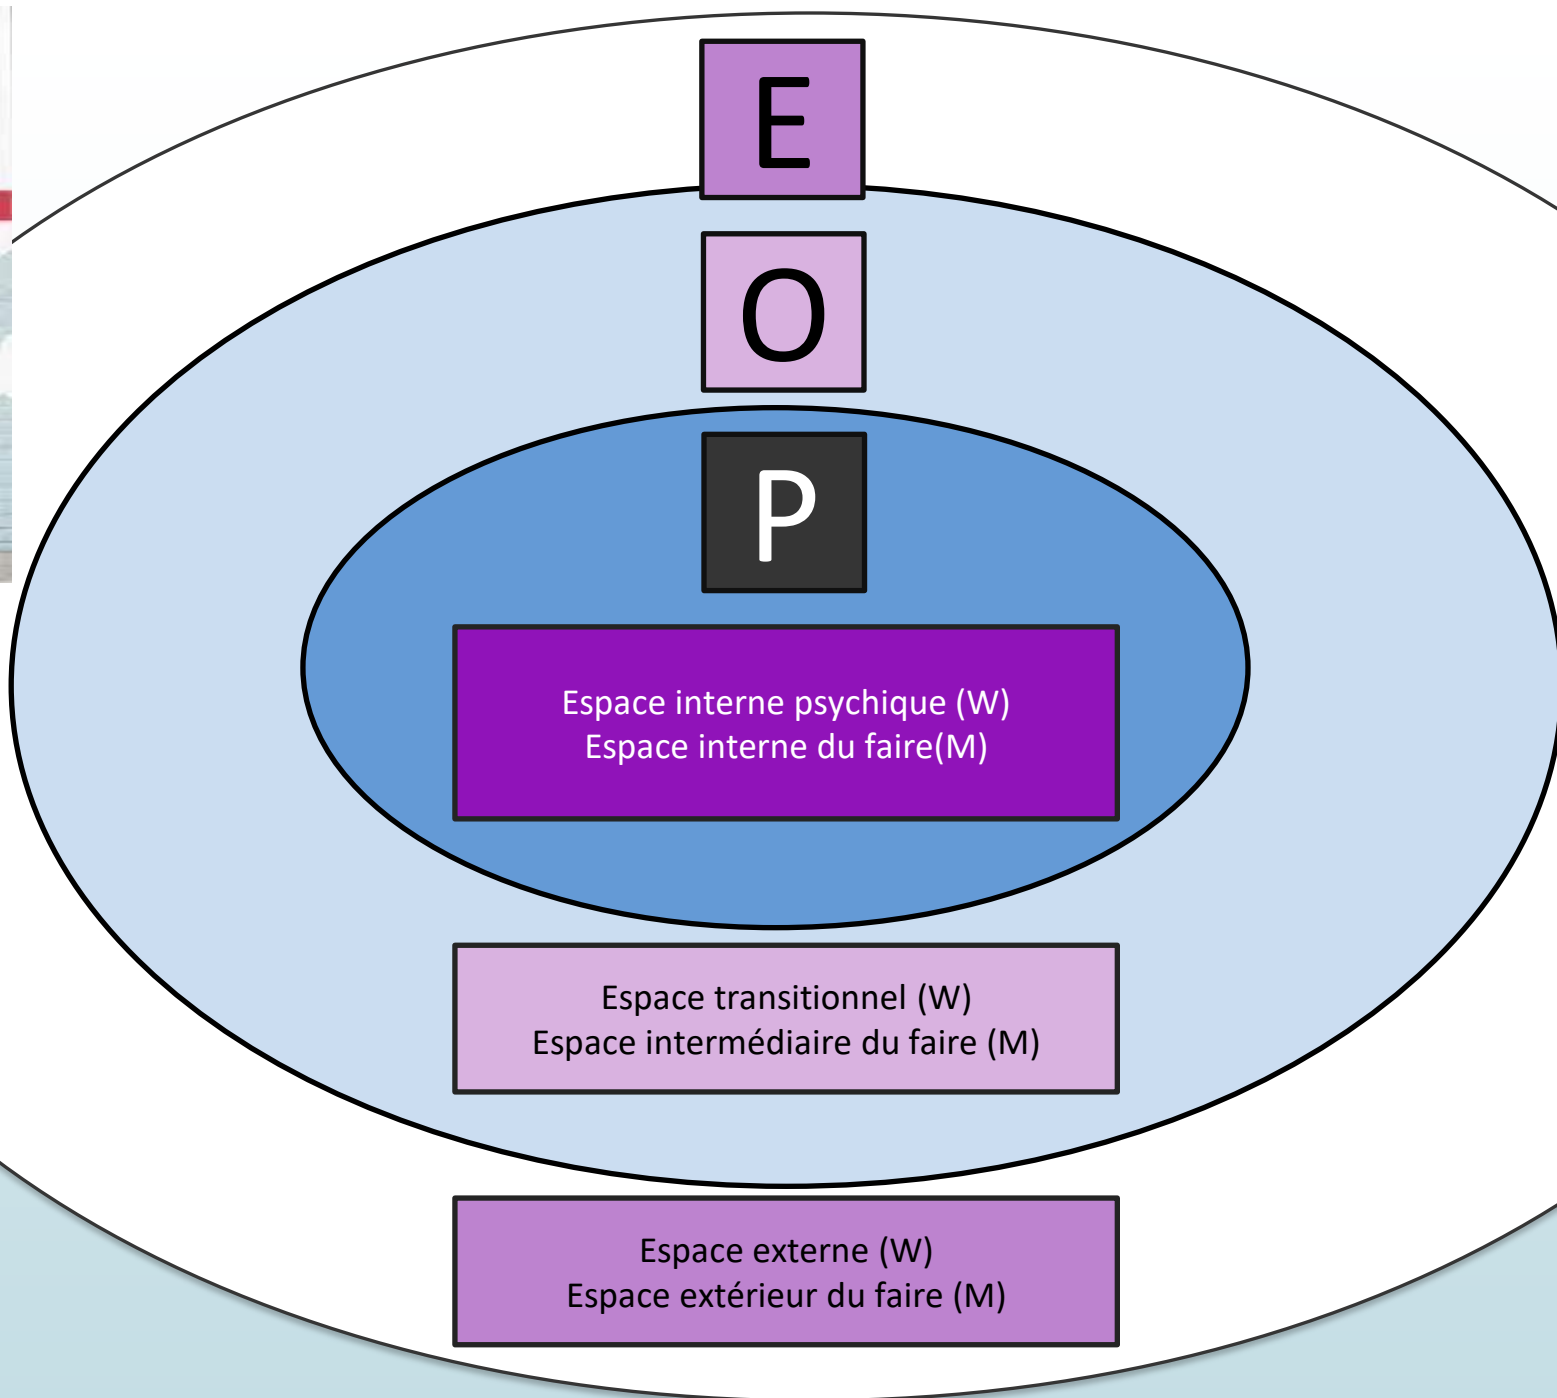 E
O
P
Espace interne psychique (W)
Espace interne du faire(M)
Espace transitionnel (W)
Espace intermédiaire du faire (M)
Espace externe (W)
Espace extérieur du faire (M)